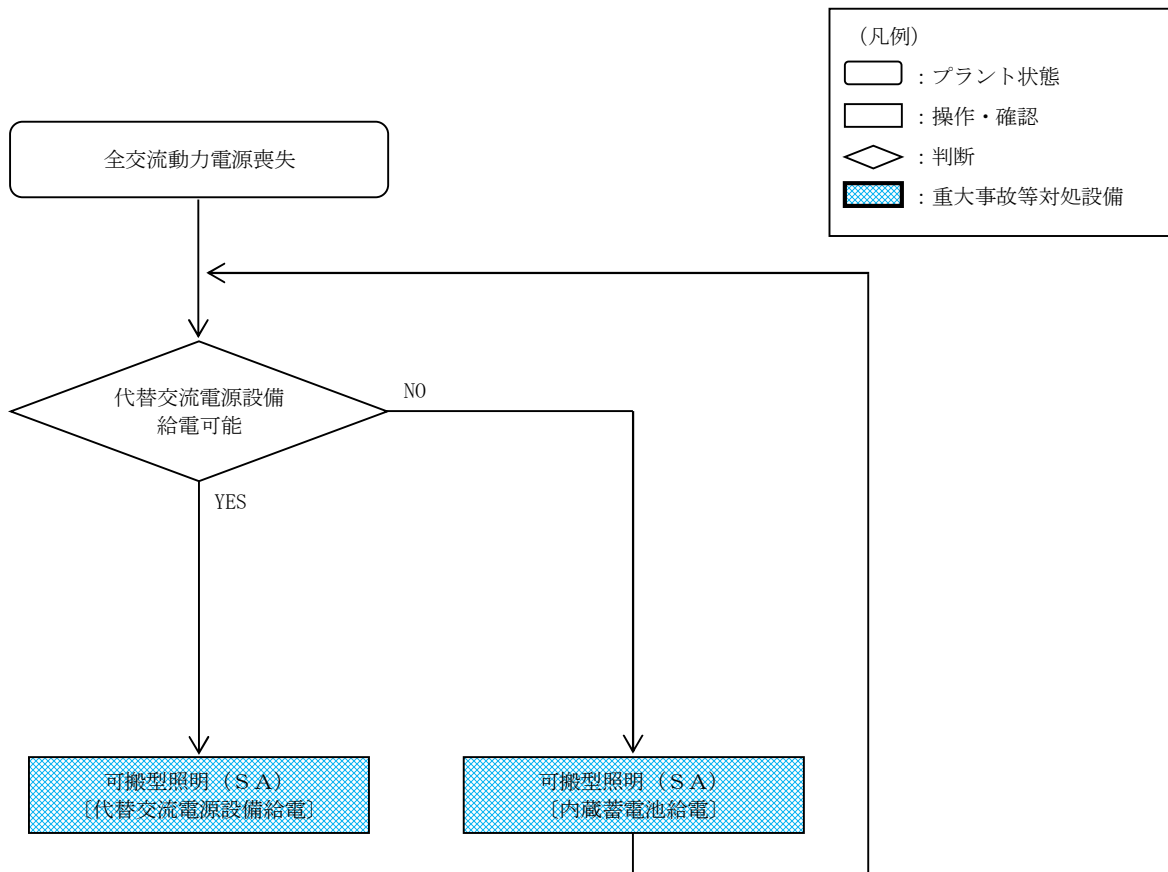 （凡例）
：プラント状態
：操作・確認
：判断
：重大事故等対処設備
全交流動力電源喪失
代替交流電源設備
給電可能
NO
YES
可搬型照明（ＳＡ）
〔代替交流電源設備給電〕
可搬型照明（ＳＡ）
〔内蔵蓄電池給電〕